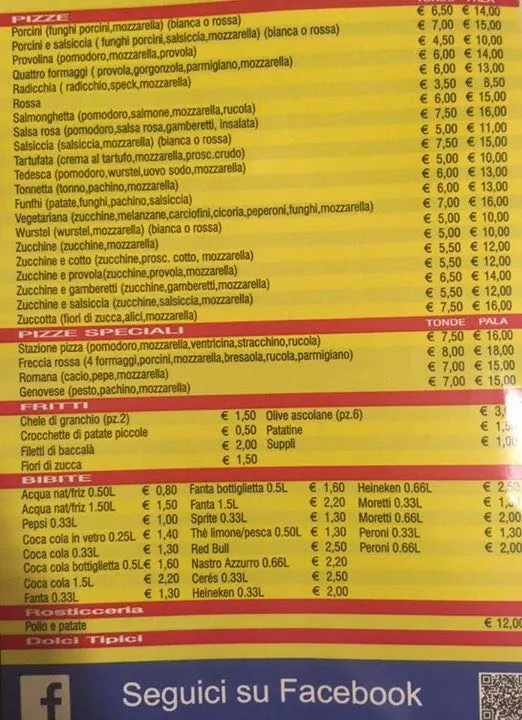 PIZZE TONDE PALA
Porcini (funghi porcini,mozzarella) (bianca o rossa) € 6,50 € 14,00
Porcini e salsiccia ( funghi porcini,salsiccia,mozzarella) (bianca o rossa) € 7,00 € 15,00
Provolina (pomodoro,mozzarella,provola) € 4,50 € 10,00
Quattro formaggi ( provola,gorgonzola,parmigiano,mozzarella) € 6,00 € 14,00
Radicchia ( radicchio,speck,mozzarella) € 6,00 € 13,00
Rossa € 3,50 € 8,50
Salmonghetta (pomodoro,salmone,mozzarella,rucola) € 6,00 € 15,00
Salsa rosa (pomodoro,salsa rosa,gamberetti, insalata) € 7,50 € 16,00
Salsiccia (salsiccia,mozzarella) (bianca o rossa) € 5,00 € 11,00
Tartufata (crema al tartufo,mozzarella,prosc.crudo) € 7,50 € 15,00
Tedesca (pomodoro,wurstel,uovo sodo,mozzarella) € 5,00 € 10,00
Tonnetta (tonno,pachino,mozzarella) € 6,00 € 13,00
Funthi (patate,funghi,pachino,salsiccia) € 6,00 € 13,00
Vegetariana (zucchine,melanzane,carciofini,cicoria,peperoni,funghi,mozzarella) € 7,00 € 16,00
Wurstel (wurstel,mozzarella) (bianca o rossa) € 5,00 € 10,00
Zucchine (zucchine,mozzarella) € 5,00 € 10,00
Zucchine e cotto (zucchine,prosc. cotto, mozzarella) € 5,50 € 12,00
Zucchine e provola(zucchine,provola,mozzarella) € 5,50 € 12,00
Zucchine e gamberetti (zucchine,gamberetti,mozzarella) € 6,50 € 14,00
Zucchine e salsiccia (zucchine,salsiccia,mozzarella) € 5,50 € 12,00
Zuccotta (fiori di zucca,alici,mozzarella) € 7,50 € 16,00
PIZZE SPECIALI TONDE PALA
Stazione pizza (pomodoro,mozzarella,ventricina,stracchino,rucola) € 7,50 € 16,00
Freccia rossa (4 formaggi,porcini,mozzarella,bresaola,rucola,parmigiano) € 8,00 € 18,00
Romana (cacio,pepe,mozzarella) € 7,00 € 15,00
Genovese (pesto,pachino,mozzarella) € 7,00 € 15,00
FRITTI
Chele di granchio (pz.2) € 1,50 Olive ascolane (pz.6) € 3,
Crocchette di patate piccole € 0,50 Patatine € 1,50
Filetti di baccalà € 2,00 Supplì € 1,00
Fiori di zucca € 1,50
BIBITE
Acqua nat/friz 0.50L € 0,80 Fanta bottiglietta 0.5L € 1,60 Heineken 0.66L € 2,50
Acqua nat/friz 1.50L € 1,50 Fanta 1.5L € 2,20 Moretti 0.33L € 1,
Pepsi 0.33L € 1,00 Sprite 0.33L € 1,30 Moretti 0.66L € 2,00
Coca cola in vetro 0.25L € 1,40 Thè limone/pesca 0.50L € 1,30 Peroni 0.33L € 1,30
Coca cola 0.33L € 1,30 Red Bull € 2,50 Peroni 0.66L € 2,00
Coca cola bottiglietta 0.5L € 1,60 Nastro Azzurro 0.66L € 2,20
Coca cola 1.5L € 2,20 Cerés 0.33L € 2,50
Fanta 0.33L € 1,30 Heineken 0.33L € 2,00
Rosticceria
Pollo e patate € 12,00
Dolci Tipici
f Seguici su Facebook